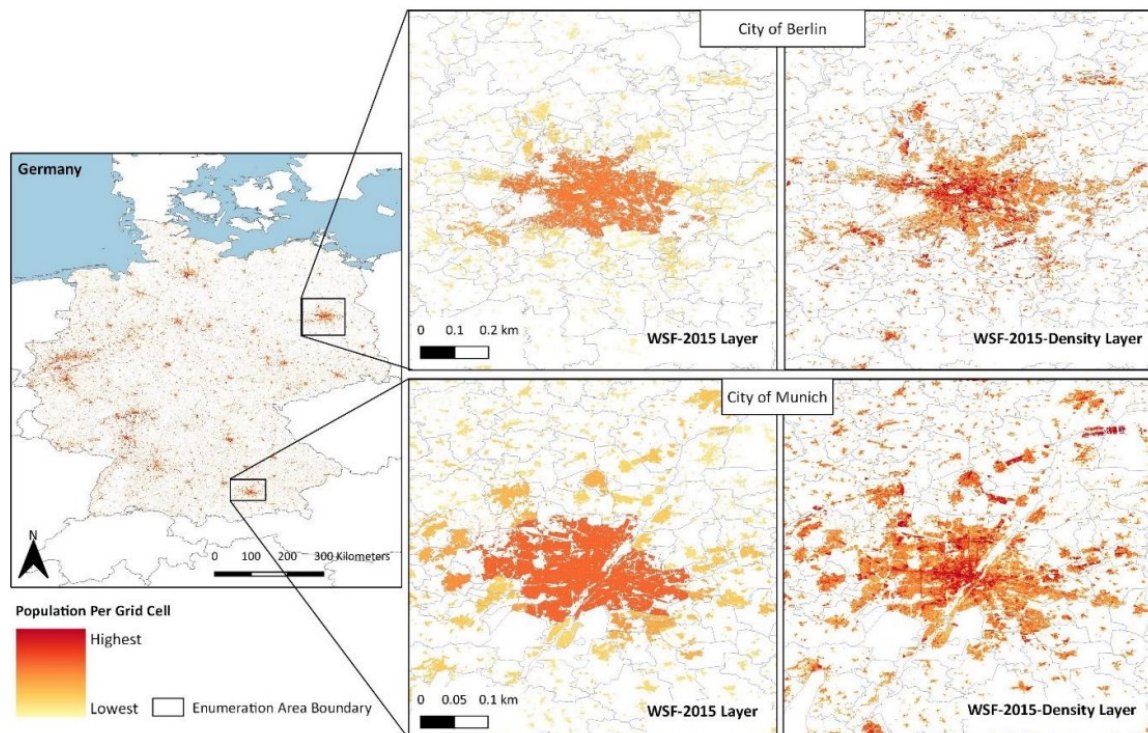 City of Berlin
Germany
0 0.1 0.2 km
WSF-2015 Layer
WSF-2015-Density Layer
City of Munich
N
0 100 200 300 Kilometers
Population Per Grid Cell
Highest
Lowest
Enumeration Area Boundary
0 0.05 0.1 km
WSF-2015 Layer
WSF-2015-Density Layer